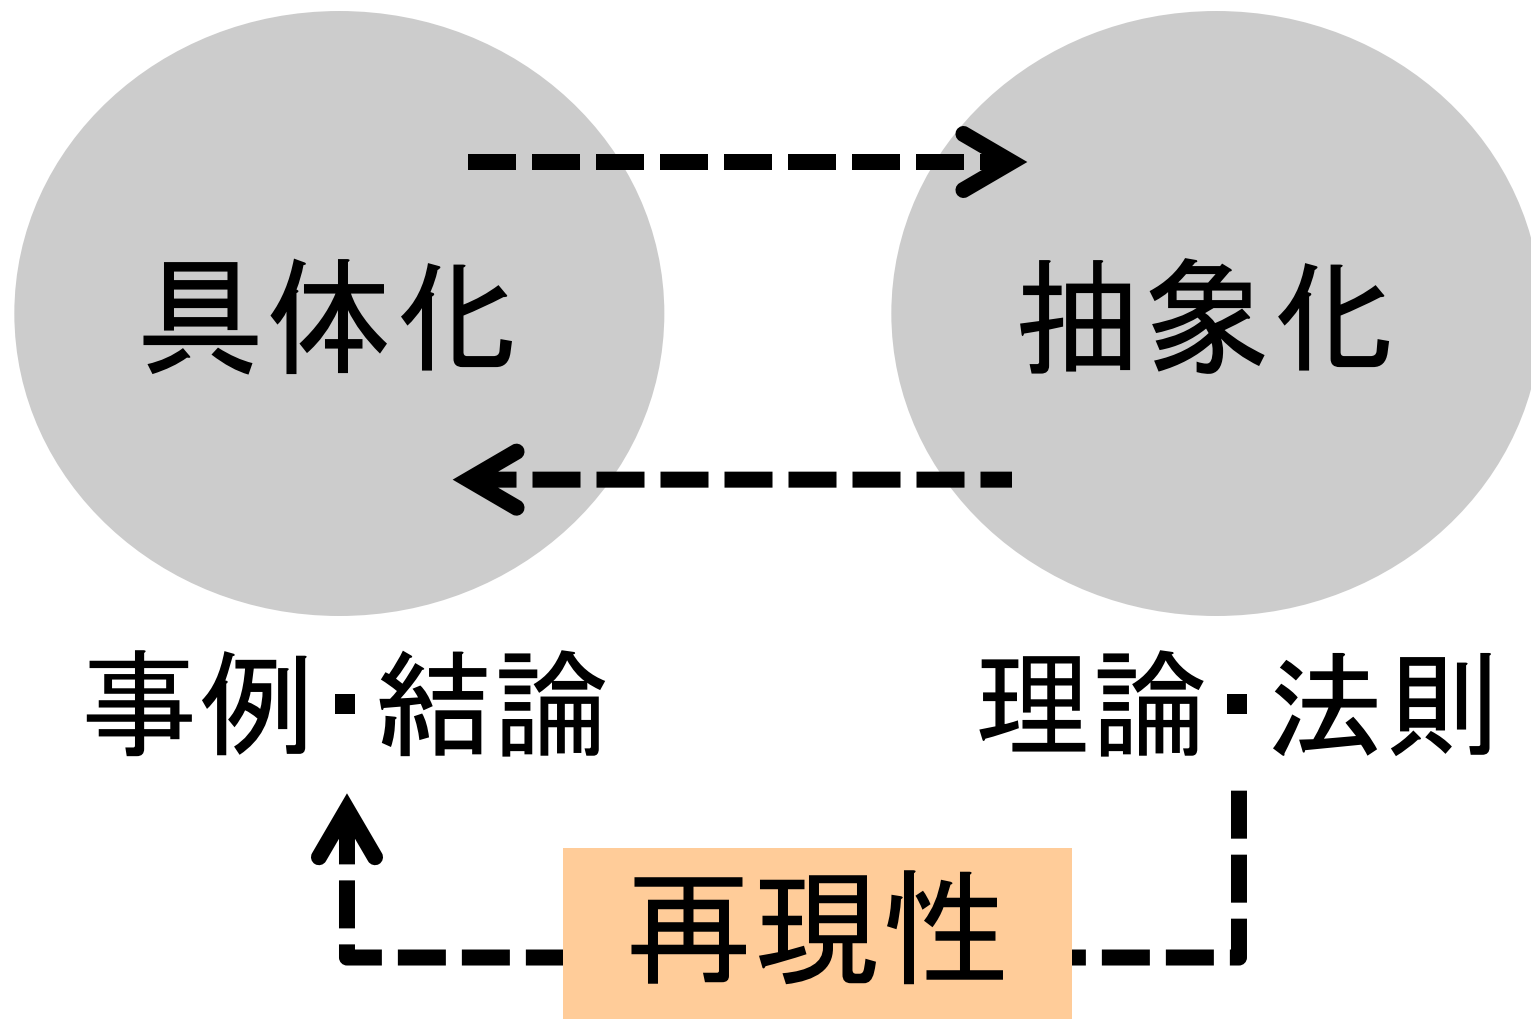 具体化
抽象化
事例・結論
理論・法則
再現性